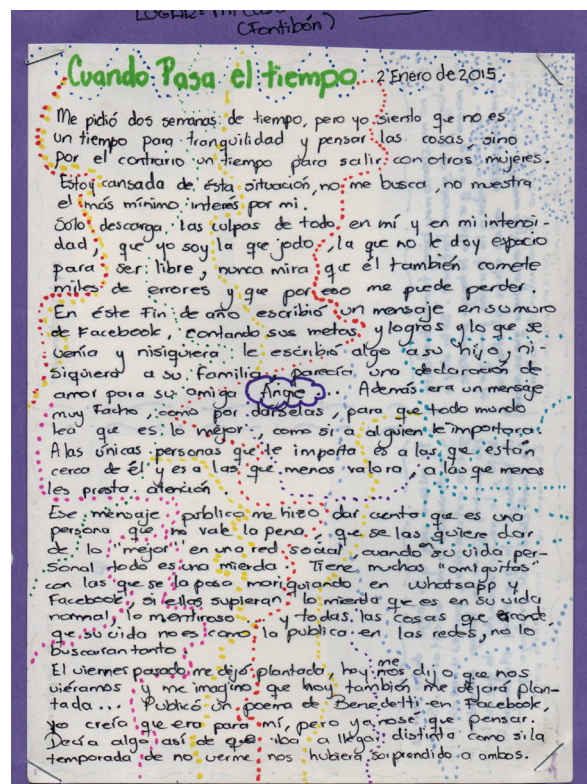 LUGAR: Mi casa
(Fontibón)
Cuando Pasa el tiempo 2 Enero de 2015
Me pidió dos semanas de tiempo, pero yo siento que no es
un tiempo para tranquilidad y pensar las cosas, sino
por el contrario un tiempo para salir con otras mujeres.
Estoy cansada de ésta situación, no me busca, no muestra
el más mínimo interés por mi.
Solo descarga las culpas de todo en mí y en mi intensi-
dad, que yo soy la que jodo, la que no le doy espacio
para ser libre, nunca mira que él también comete
miles de errores y que por eso me puede perder.
En éste Fin de año escribio un mensaje en su muro
de Facebook, contando sus metas y logros y lo que se
venía y nisiquiera le escribio algo a su hijo, ni-
siquiera a su familia, parecía una declaración de
amor para su amiga Angie. Además era un mensaje
muy Facho, como por darselas, para que todo mundo
lea que es lo mejor, como si a alguien le importara.
A las únicas personas que le importa es a las que están
cerca de él y es a las que menos valora, a las que menos
les presta atención
Ese mensaje público me hizo dar cuenta que es una
persona que no vale la pena, que se las quiere dar
de lo "mejor" en una red social, cuando su vida per-
sonal todo es una mierda. Tiene muchas "amiguitas"
con las que se la pasa mariquiando en whatsapp y
Facebook, si ellas supieran lo mierda que es en su vida
normal, lo mentiroso... y todas las cosas que esconde,
que su vida no es como la publica en las redes, no lo
buscarían tanto.
El viernes pasado me dejó plantada, hoy me dijo que nos
viéramos y me imagino que hoy también me dejará plan-
tada... Publicó un poema de Benedetti en Facebook,
yo crería que era para mí, pero ya nosé que pensar.
Decía algo así de que iba a llegar distinta como si la
temporada de no verme nos hubiera sorprendido a ambos.